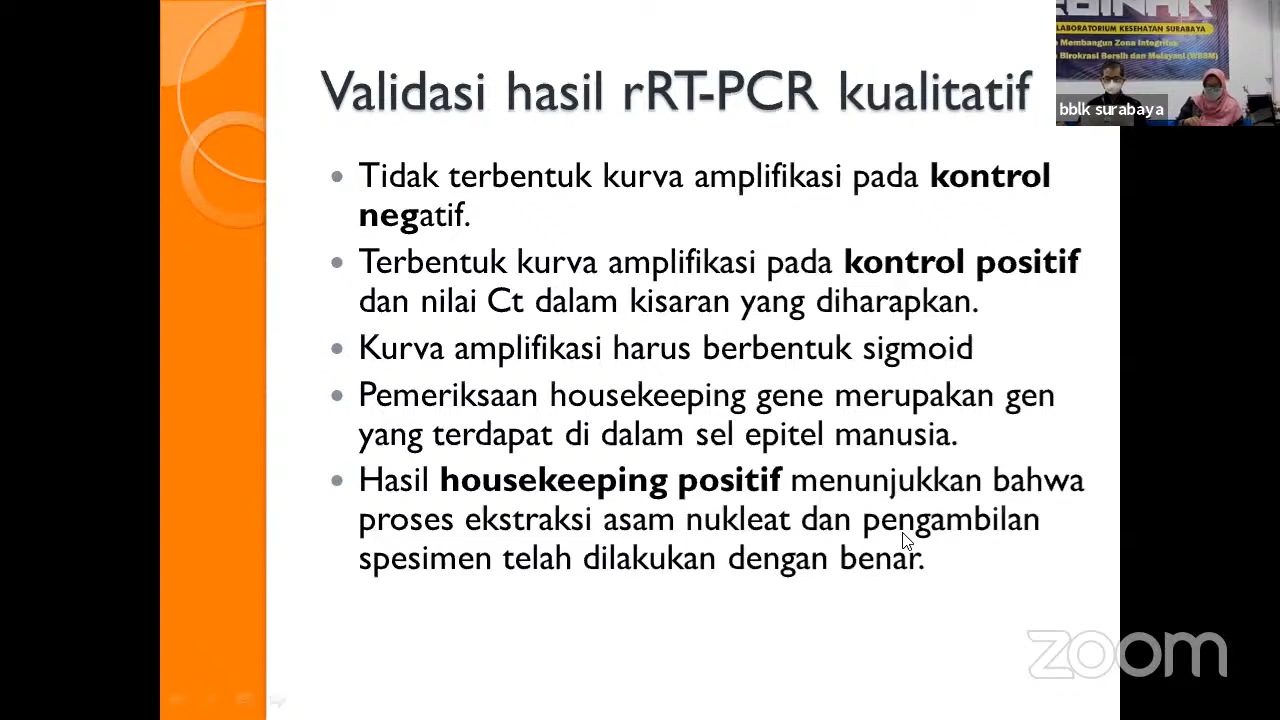 Validasi hasil rRT-PCR kualitatif
Tidak terbentuk kurva amplifikasi pada kontrol
negatif.
Terbentuk kurva amplifikasi pada kontrol positif
dan nilai Ct dalam kisaran yang diharapkan.
Kurva amplifikasi harus berbentuk sigmoid
Pemeriksaan housekeeping gene merupakan gen
yang terdapat di dalam sel epitel manusia.
Hasil housekeeping positif menunjukkan bahwa
proses ekstraksi asam nukleat dan pengambilan
spesimen telah dilakukan dengan benar.
LABORATORIUM KESEHATAN SURABAYA
Membangun Zona Integritas
Birokrasi Bersih dan Melayani (WBBM)
bblk surabaya
zoom